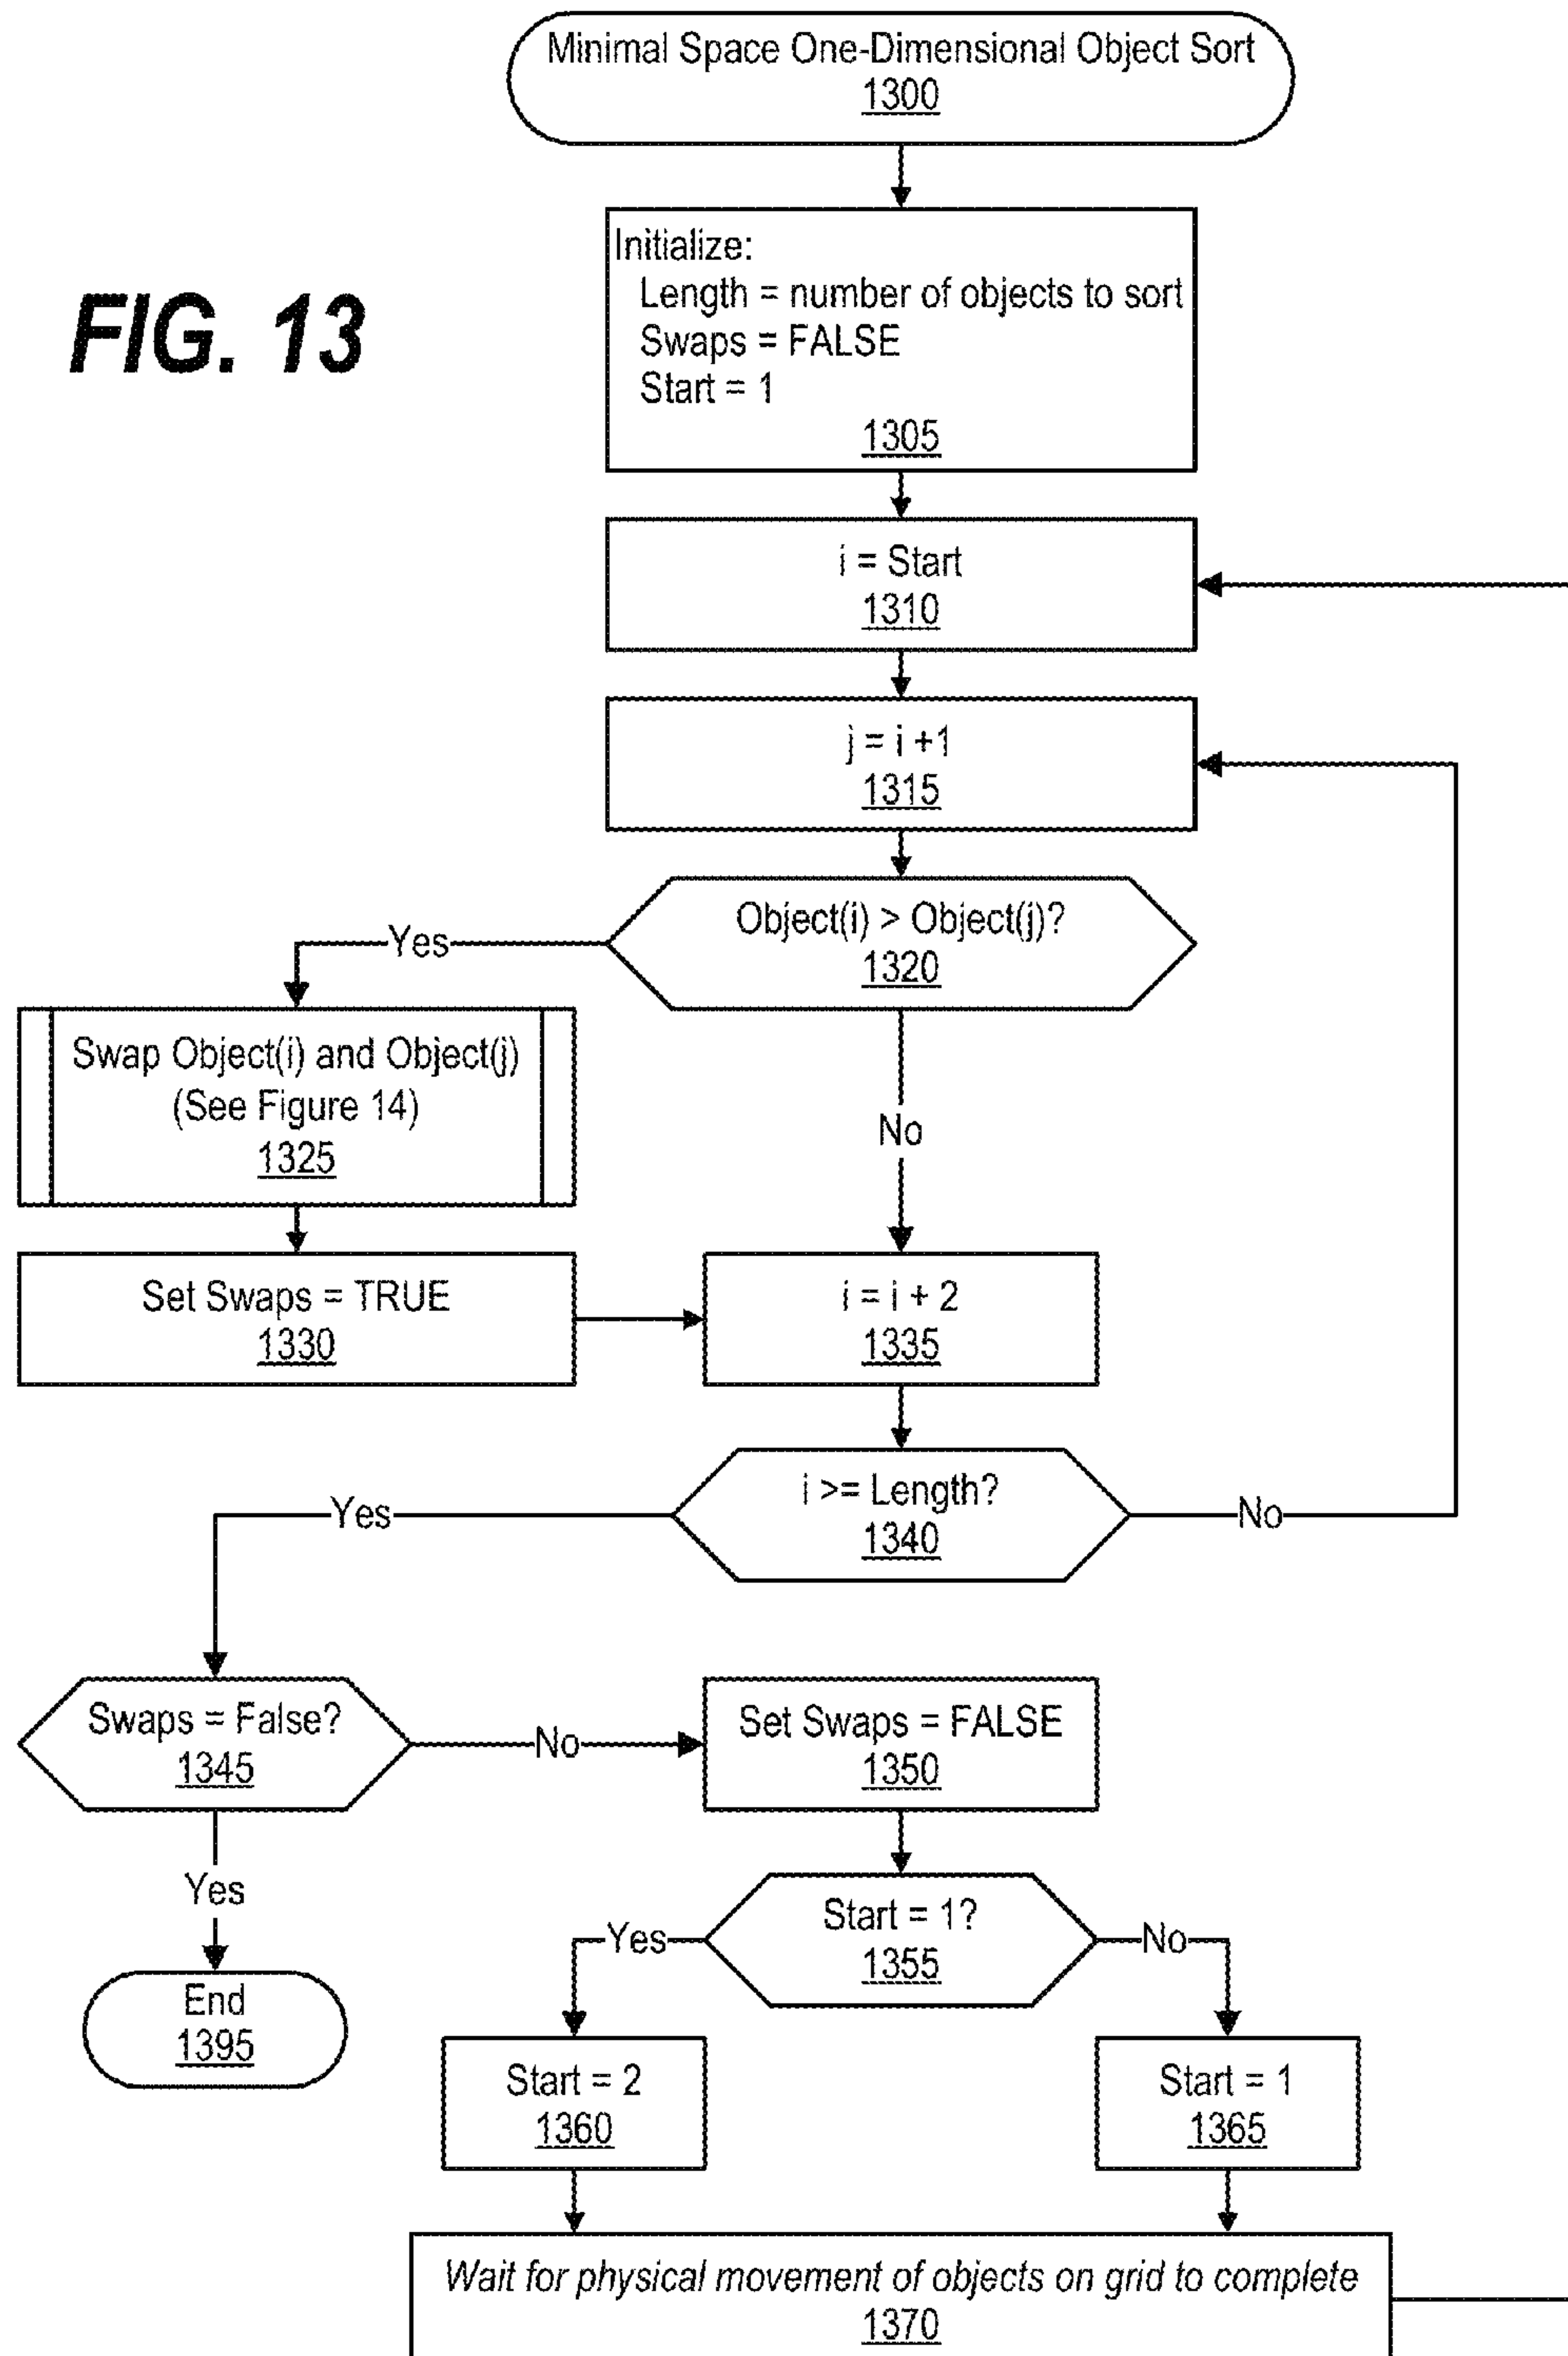 Minimal Space One-Dimensional Object Sort
1300
FIG. 13
Initialize:
Length = number of objects to sort
Swaps = FALSE
Start = 1
1305
i = Start
1310
j = i +1
1315
Object(i) > Object(j)?
1320
Yes
Swap Object(i) and Object(j)
(See Figure 14)
1325
No
Set Swaps = TRUE
1330
i = i + 2
1335
i >= Length?
1340
Yes
No
Swaps = False?
1345
No
Set Swaps = FALSE
1350
Yes
Start = 1?
1355
Yes
No
End
1395
Start = 2
1360
Start = 1
1365
Wait for physical movement of objects on grid to complete
1370